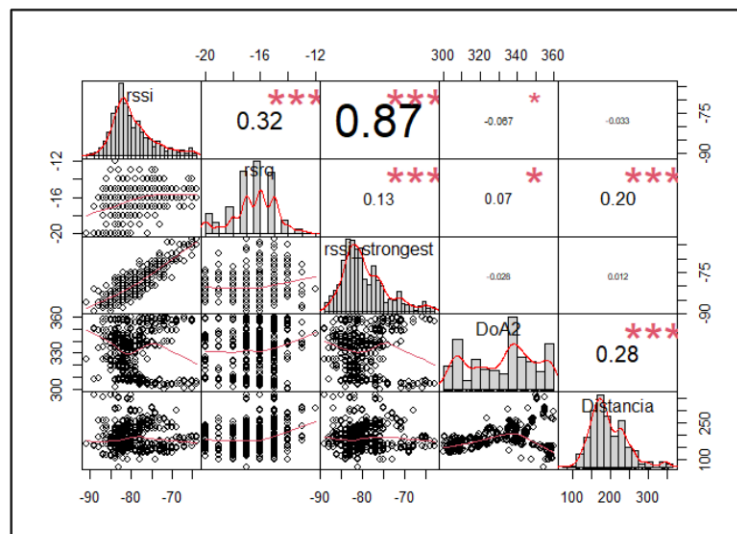 -20 -16 -12 300 320 340 360
rssi 0.32 *** 0.87 *** -0.067 * -0.033 -90 -75
-12 -16 -20 rsrq 0.13 *** 0.07 * 0.20 ***
rssi_strongest -0.028 0.012 -90 -75
360 330 300 DoA2 0.28 ***
Distancia 100 250
-90 -80 -70 -90 -80 -70 100 200 300